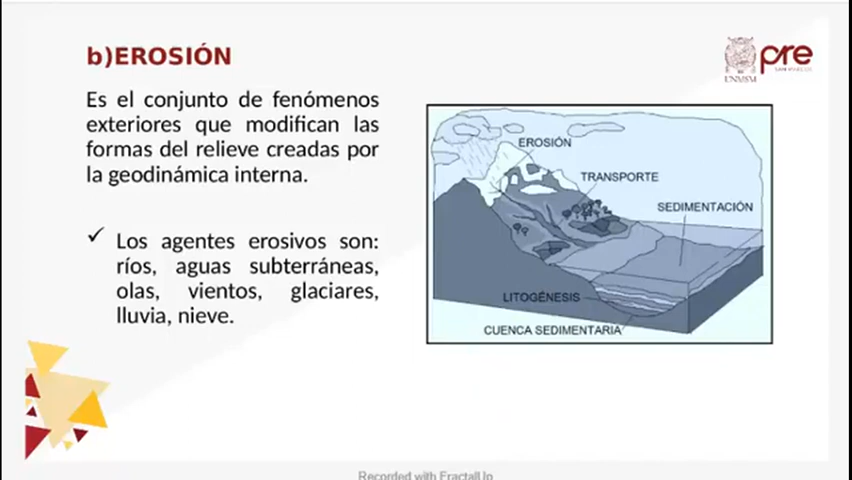 b)EROSIÓN
pre
SAN MARCOS
UNMSM
Es el conjunto de fenómenos
exteriores que modifican las
formas del relieve creadas por
la geodinámica interna.
✓ Los agentes erosivos son:
ríos, aguas subterráneas,
olas, vientos, glaciares,
lluvia, nieve.
EROSIÓN
TRANSPORTE
SEDIMENTACIÓN
LITOGÉNESIS
CUENCA SEDIMENTARIA
Recorded with FractalUp